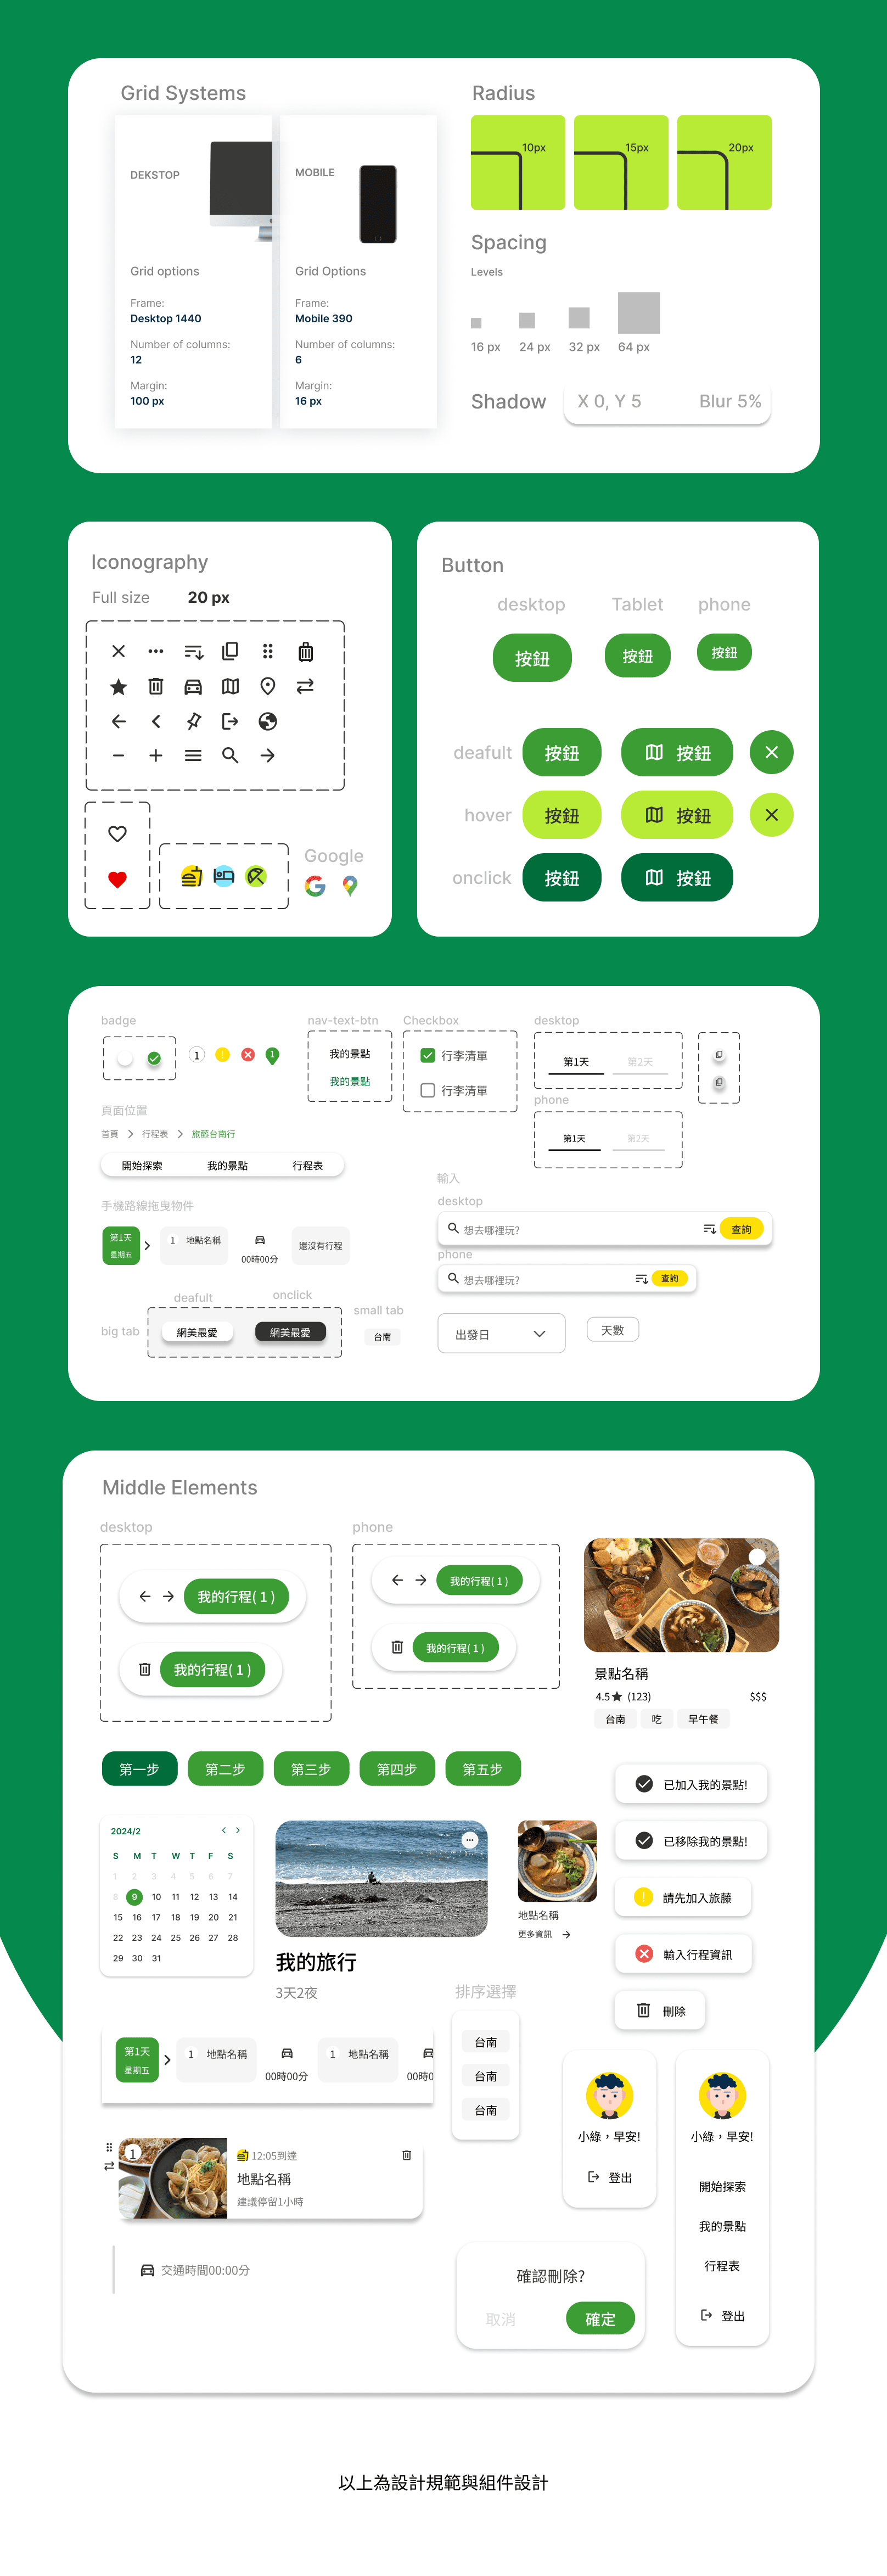 Grid Systems
DEKSTOP
Grid options
Frame:
Desktop 1440
Number of columns:
12
Margin:
100 px
MOBILE
Grid Options
Frame:
Mobile 390
Number of columns:
6
Margin:
16 px
Radius
10px
15px
20px
Spacing
Levels
16 px
24 px
32 px
64 px
Shadow
X 0, Y 5
Blur 5%
Iconography
Full size
20 px
Google
Button
desktop
Tablet
phone
按鈕
按鈕
按鈕
deafult
按鈕
按鈕
hover
按鈕
按鈕
onclick
按鈕
按鈕
badge
1
1
nav-text-btn
我的景點
我的景點
Checkbox
行李清單
行李清單
desktop
第1天
第2天
phone
第1天
第2天
頁面位置
首頁
行程表
旅藤台南行
開始探索
我的景點
行程表
手機路線拖曳物件
第1天
星期五
1
地點名稱
00時00分
還沒有行程
deafult
onclick
big tab
網美最愛
網美最愛
small tab
台南
輸入
desktop
想去哪裡玩?
查詢
phone
想去哪裡玩?
查詢
出發日
天數
Middle Elements
desktop
我的行程( 1 )
我的行程( 1 )
phone
我的行程( 1 )
我的行程( 1 )
景點名稱
4.5★ (123)
$$$
台南
吃
早午餐
第一步
第二步
第三步
第四步
第五步
已加入我的景點!
已移除我的景點!
請先加入旅藤
輸入行程資訊
刪除
2024/2
S M T W T F S
1 2 3 4 5 6 7
8 9 10 11 12 13 14
15 16 17 18 19 20 21
22 23 24 25 26 27 28
29 30 31
我的旅行
3天2夜
地點名稱
更多資訊
排序選擇
台南
台南
台南
第1天
星期五
1
地點名稱
00時00分
1
地點名稱
00時0
小綠，早安!
登出
小綠，早安!
開始探索
我的景點
行程表
登出
1
12:05到達
地點名稱
建議停留1小時
交通時間00:00分
確認刪除?
取消
確定
以上為設計規範與組件設計